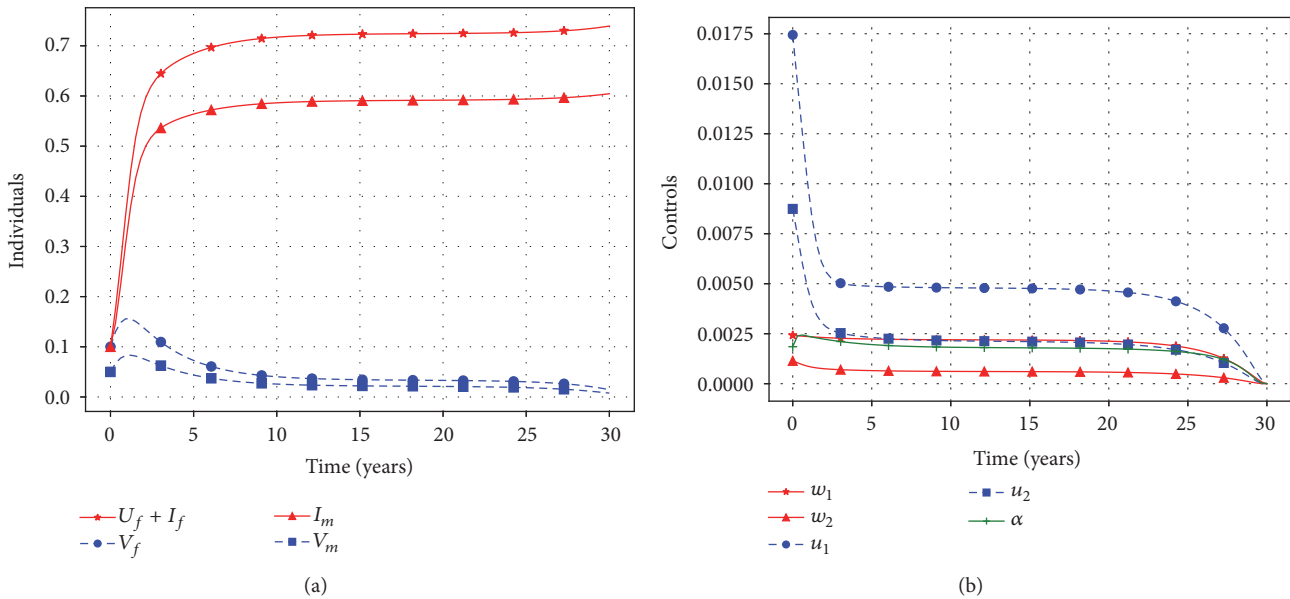 0.7
0.6
0.5
0.4
0.3
0.2
0.1
0.0
Individuals
0 5 10 15 20 25 30
Time (years)
U_f + I_f
V_f
I_m
V_m
(a)
0.0175
0.0150
0.0125
0.0100
0.0075
0.0050
0.0025
0.0000
Controls
0 5 10 15 20 25 30
Time (years)
w_1
w_2
u_1
u_2
α
(b)